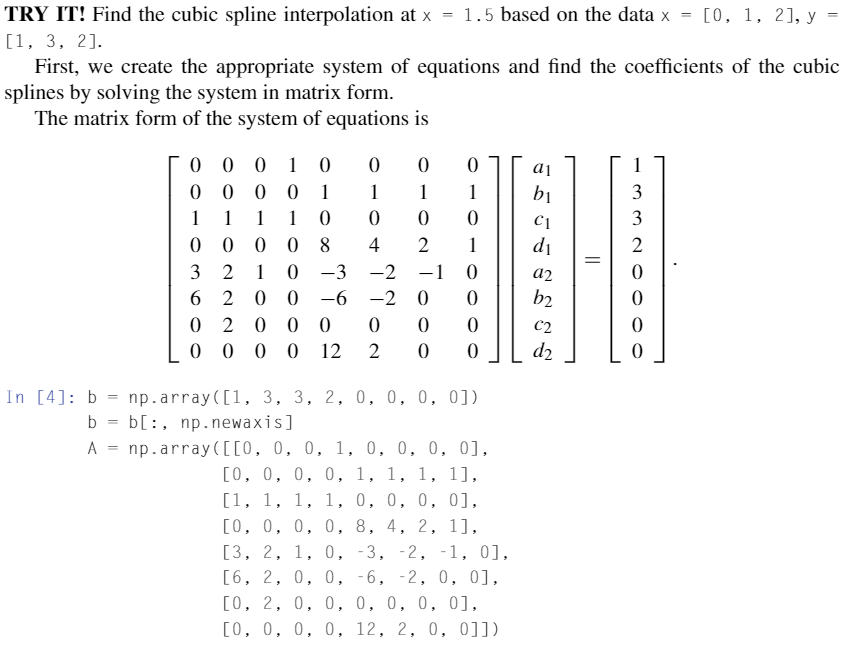 TRY IT! Find the cubic spline interpolation at x = 1.5 based on the data x = [0, 1, 2], y =
[1, 3, 2].
First, we create the appropriate system of equations and find the coefficients of the cubic
splines by solving the system in matrix form.
The matrix form of the system of equations is
0 0 0 1 0 0 0 0 a₁ 1
0 0 0 0 1 1 1 1 b₁ 3
1 1 1 1 0 0 0 0 c₁ 3
0 0 0 0 8 4 2 1 d₁ 2
3 2 1 0 −3 −2 −1 0 a₂ = 0 .
6 2 0 0 −6 −2 0 0 b₂ 0
0 2 0 0 0 0 0 0 c₂ 0
0 0 0 0 12 2 0 0 d₂ 0
In [4]: b = np.array([1, 3, 3, 2, 0, 0, 0, 0])
b = b[:, np.newaxis]
A = np.array([[0, 0, 0, 1, 0, 0, 0, 0],
[0, 0, 0, 0, 1, 1, 1, 1],
[1, 1, 1, 1, 0, 0, 0, 0],
[0, 0, 0, 0, 8, 4, 2, 1],
[3, 2, 1, 0, -3, -2, -1, 0],
[6, 2, 0, 0, -6, -2, 0, 0],
[0, 2, 0, 0, 0, 0, 0, 0],
[0, 0, 0, 0, 12, 2, 0, 0]])